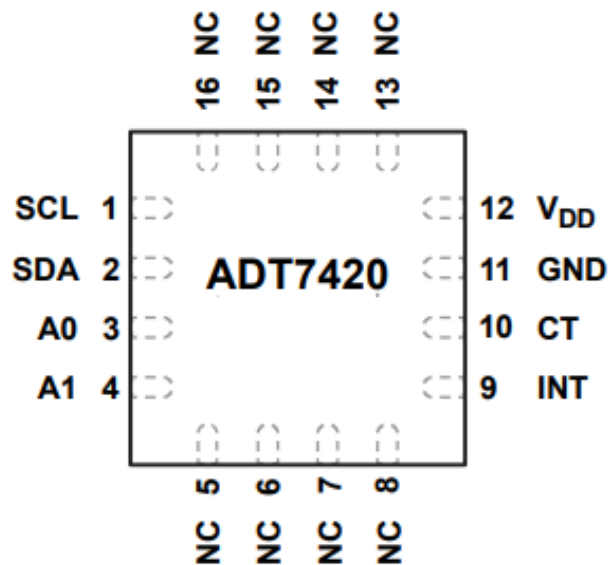 16 NC
15 NC
14 NC
13 NC
SCL 1
SDA 2
A0 3
A1 4
ADT7420
12 VDD
11 GND
10 CT
9 INT
NC 5
NC 6
NC 7
NC 8